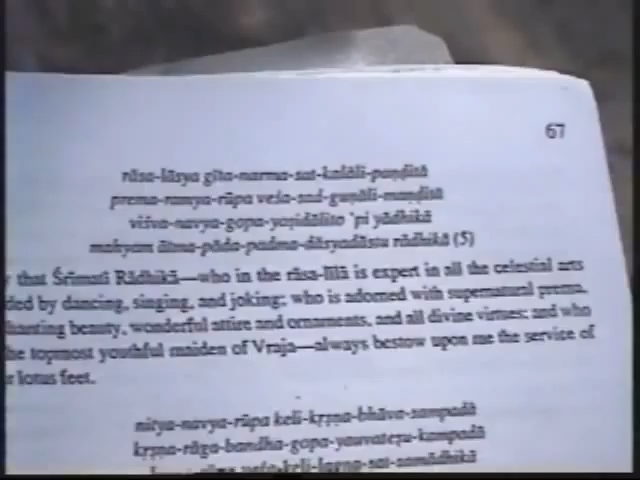 67
rāsa-lāsya gīta-narma-sat-kalāli-paṇḍitā
prema-ramya-rūpa veśa-sad-guṇāli-maṇḍitā
viśva-navya-gopa-yoṣidālito 'pi yādhikā
mahyam ātma-pāda-padma-dāsyadāstu rādhikā (5)
y that Śrīmatī Rādhikā—who in the rāsa-līlā is expert in all the celestial arts
ded by dancing, singing, and joking; who is adorned with supernatural prema,
hanting beauty, wonderful attire and ornaments, and all divine virtues; and who
he topmost youthful maiden of Vraja—always bestow upon me the service of
r lotus feet.
nitya-navya-rūpa keli-kṛṣṇa-bhāva-sampadā
kṛṣṇa-rāga-bandha-gopa-yauvateṣu-kampadā